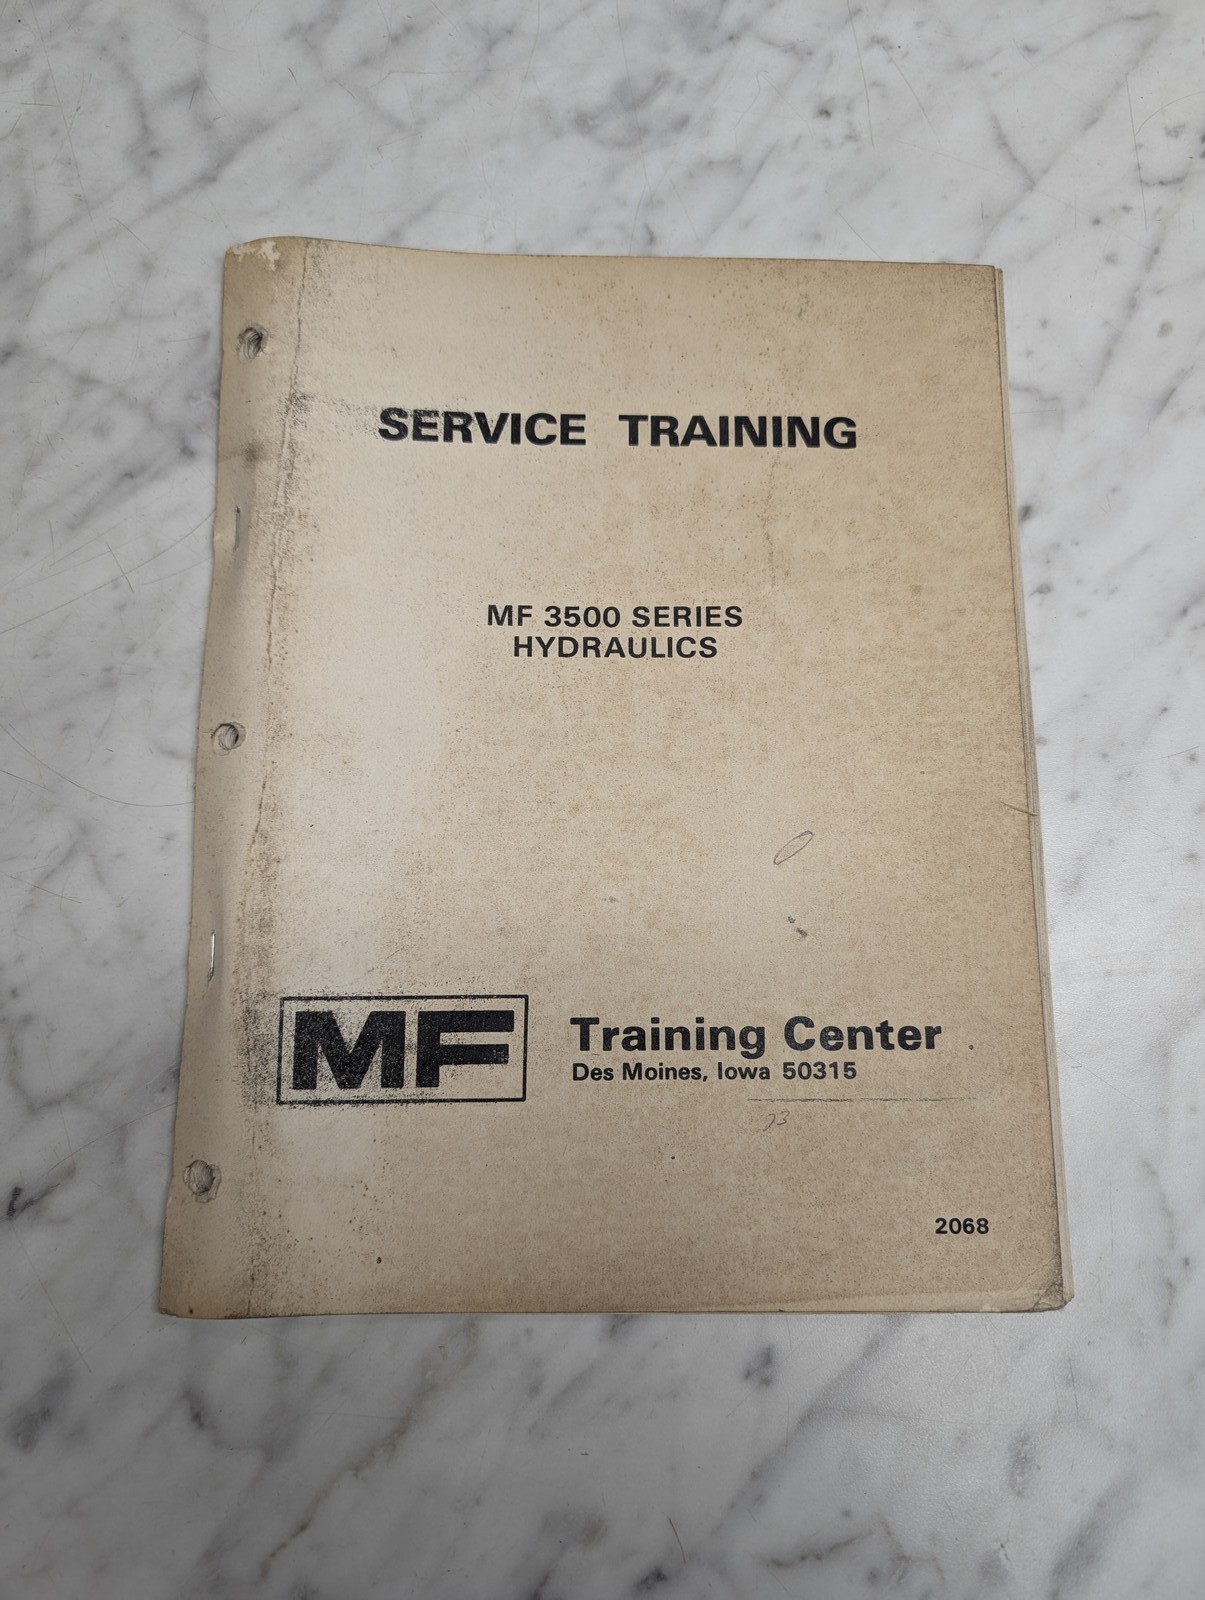 SERVICE TRAINING
MF 3500 SERIES
HYDRAULICS
MF
Training Center
Des Moines, Iowa 50315
2068